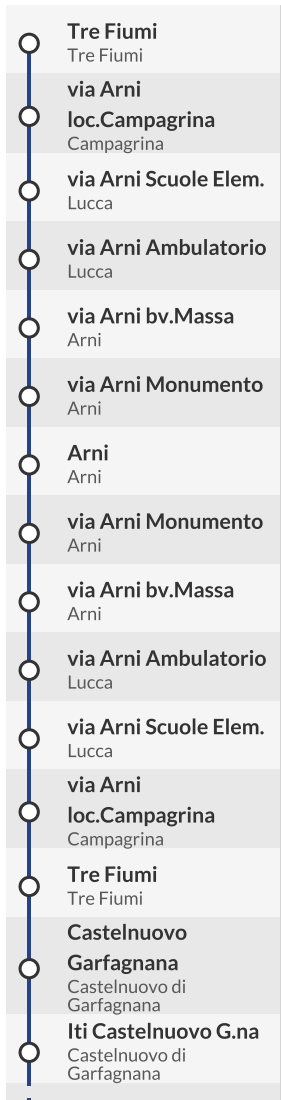 Tre Fiumi
Tre Fiumi
via Arni
loc.Campagrina
Campagrina
via Arni Scuole Elem.
Lucca
via Arni Ambulatorio
Lucca
via Arni bv.Massa
Arni
via Arni Monumento
Arni
Arni
Arni
via Arni Monumento
Arni
via Arni bv.Massa
Arni
via Arni Ambulatorio
Lucca
via Arni Scuole Elem.
Lucca
via Arni
loc.Campagrina
Campagrina
Tre Fiumi
Tre Fiumi
Castelnuovo
Garfagnana
Castelnuovo di
Garfagnana
Iti Castelnuovo G.na
Castelnuovo di
Garfagnana